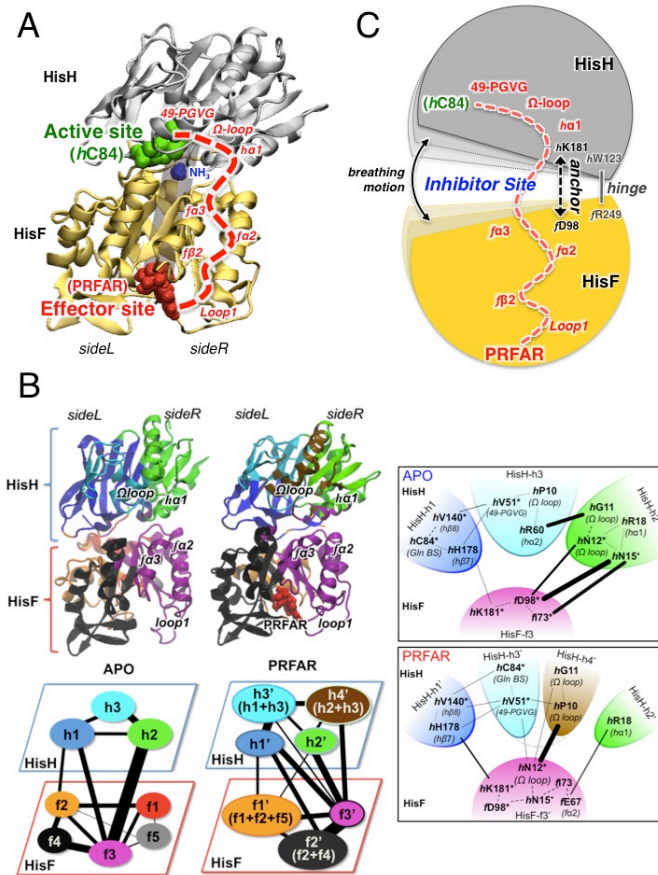 A
HisH
49-PGVG
Ω-loop
Active site
(hC84)
hα1
NH3
fα3
HisF
fα2
fβ2
(PRFAR)
Effector site
Loop1
sideL
sideR
C
HisH
49-PGVG
(hC84)
Ω-loop
hα1
hK181
hW123
breathing
motion
Inhibitor Site
anchor
hinge
fD98
fR249
fα3
fα2
HisF
fβ2
Loop1
PRFAR
B
sideL
sideR
sideL
sideR
HisH
Ωloop
hα1
Ωloop
hα1
HisF
fα2
fα3
loop1
fα2
fα3
PRFAR
loop1
APO
h3
h1
h2
HisH
f2
f1
f4
f5
f3
HisF
PRFAR
h3'
(h1+h3)
h4'
(h2+h3)
h1'
h2'
HisH
f1'
(f1+f2+f5)
f3'
f2'
(f2+f4)
HisF
APO
HisH
HisH-h3
HisH-h1
HisH-h2
hP10
(Ω loop)
hV51*
(49-PGVG)
hG11
(Ω loop)
hV140*
(hβ8)
hC84*
(Gln BS)
hR60
(hα2)
hR18
(hα1)
hH178
(hβT)
hN12*
(Ω loop)
hN15*
hK181*
fD98*
fI73*
HisF
HisF-f3
PRFAR
HisH
HisH-h3'
HisH-h4'
HisH-h1'
HisH-h2'
hC84*
(Gln BS)
hG11
(Ω loop)
hV140*
(hβ8)
hV51*
(49-PGVG)
hP10
(Ω loop)
hR18
(hα1)
hH178
(hβT)
hN12*
(Ω loop)
hK181*
fI73
fD98*
hN15*
fE67
(fα2)
HisF
HisF-f3'